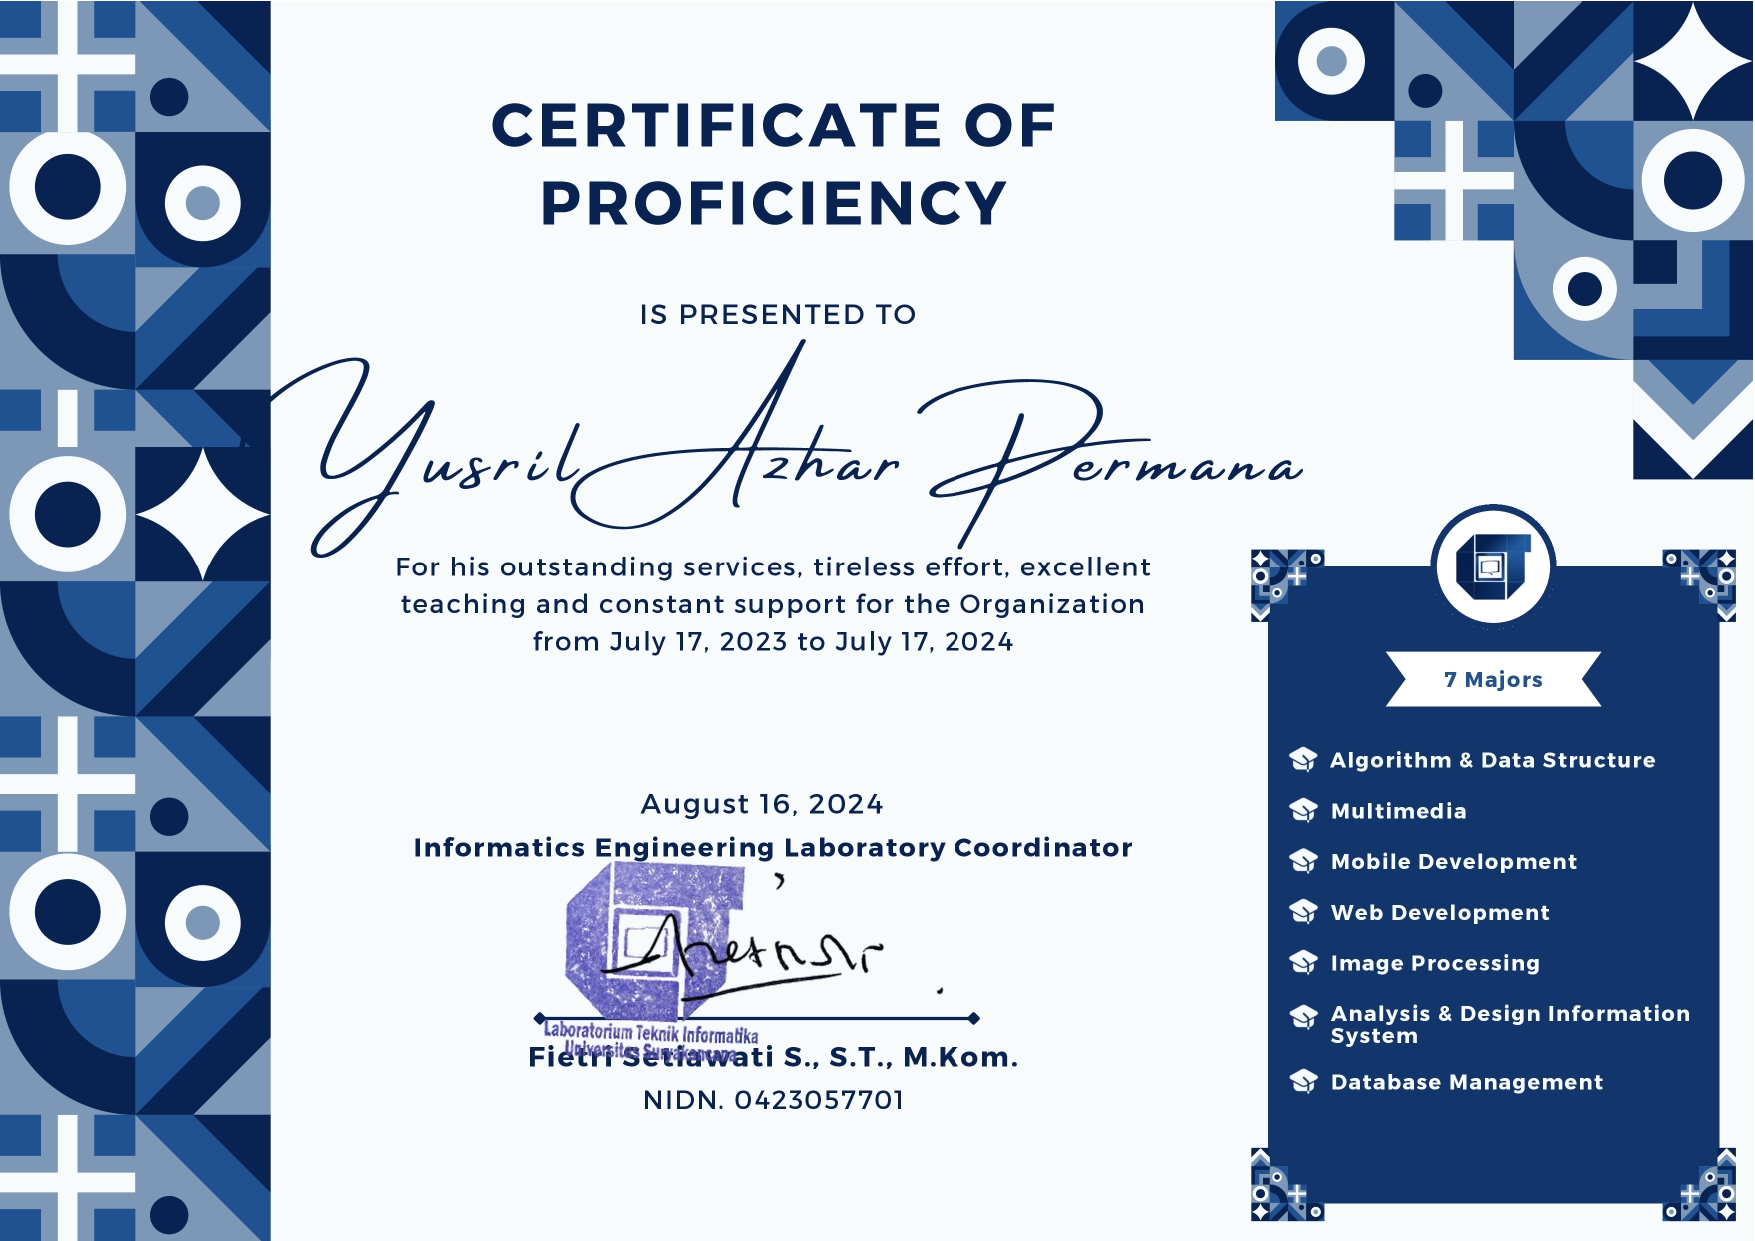 CERTIFICATE OF
PROFICIENCY
IS PRESENTED TO
Yusril Azhar Permana
For his outstanding services, tireless effort, excellent
teaching and constant support for the Organization
from July 17, 2023 to July 17, 2024
August 16, 2024
Informatics Engineering Laboratory Coordinator
Laboratorium Teknik Informatika
Universitas Suryakancana
Fietri Setiawati S., S.T., M.Kom.
NIDN. 0423057701
7 Majors
Algorithm & Data Structure
Multimedia
Mobile Development
Web Development
Image Processing
Analysis & Design Information
System
Database Management